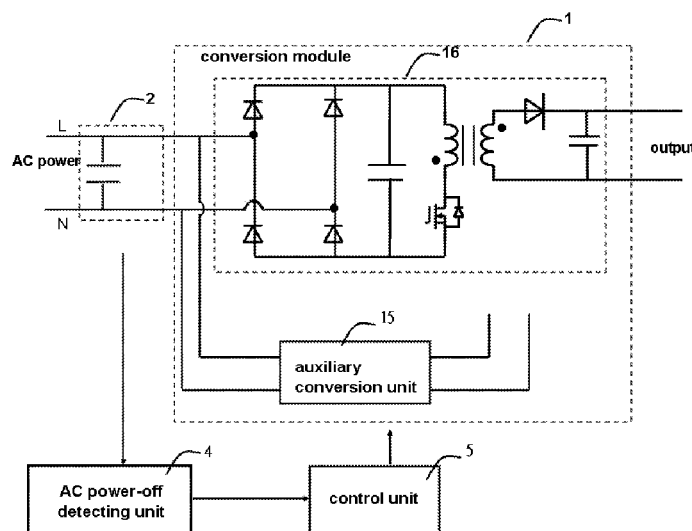 1
conversion module
16
2
L
AC power
N
output
15
auxiliary
conversion unit
4
AC power-off
detecting unit
5
control unit